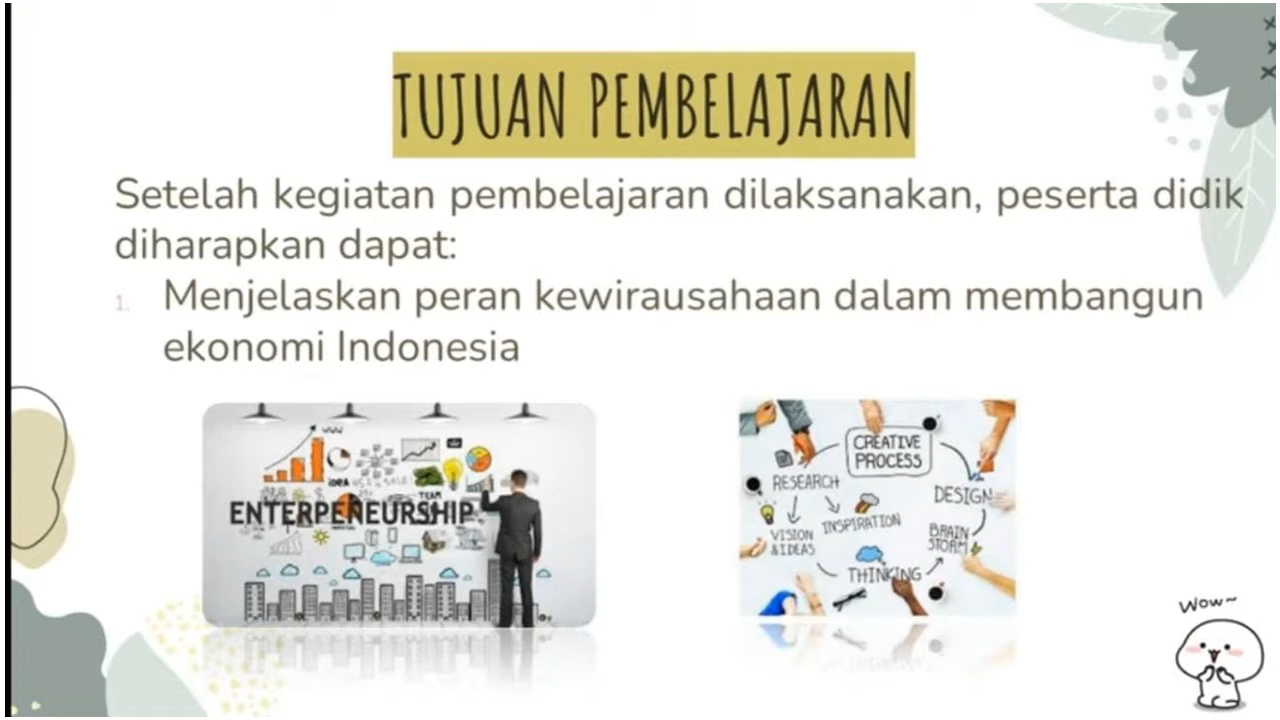 TUJUAN PEMBELAJARAN
Setelah kegiatan pembelajaran dilaksanakan, peserta didik
diharapkan dapat:
1. Menjelaskan peran kewirausahaan dalam membangun
ekonomi Indonesia
IDEA
TEAM
ENTERPENEURSHIP
CREATIVE
PROCESS
RESEARCH
DESIGN
INSPIRATION
VISION
&IDEAS
BRAIN
STORM
THINKING
Wow~